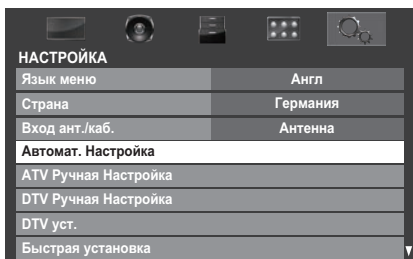 НАСТРОЙКА
Язык меню Англ
Страна Германия
Вход ант./каб. Антенна
Автомат. Настройка
ATV Ручная Настройка
DTV Ручная Настройка
DTV уст.
Быстрая установка